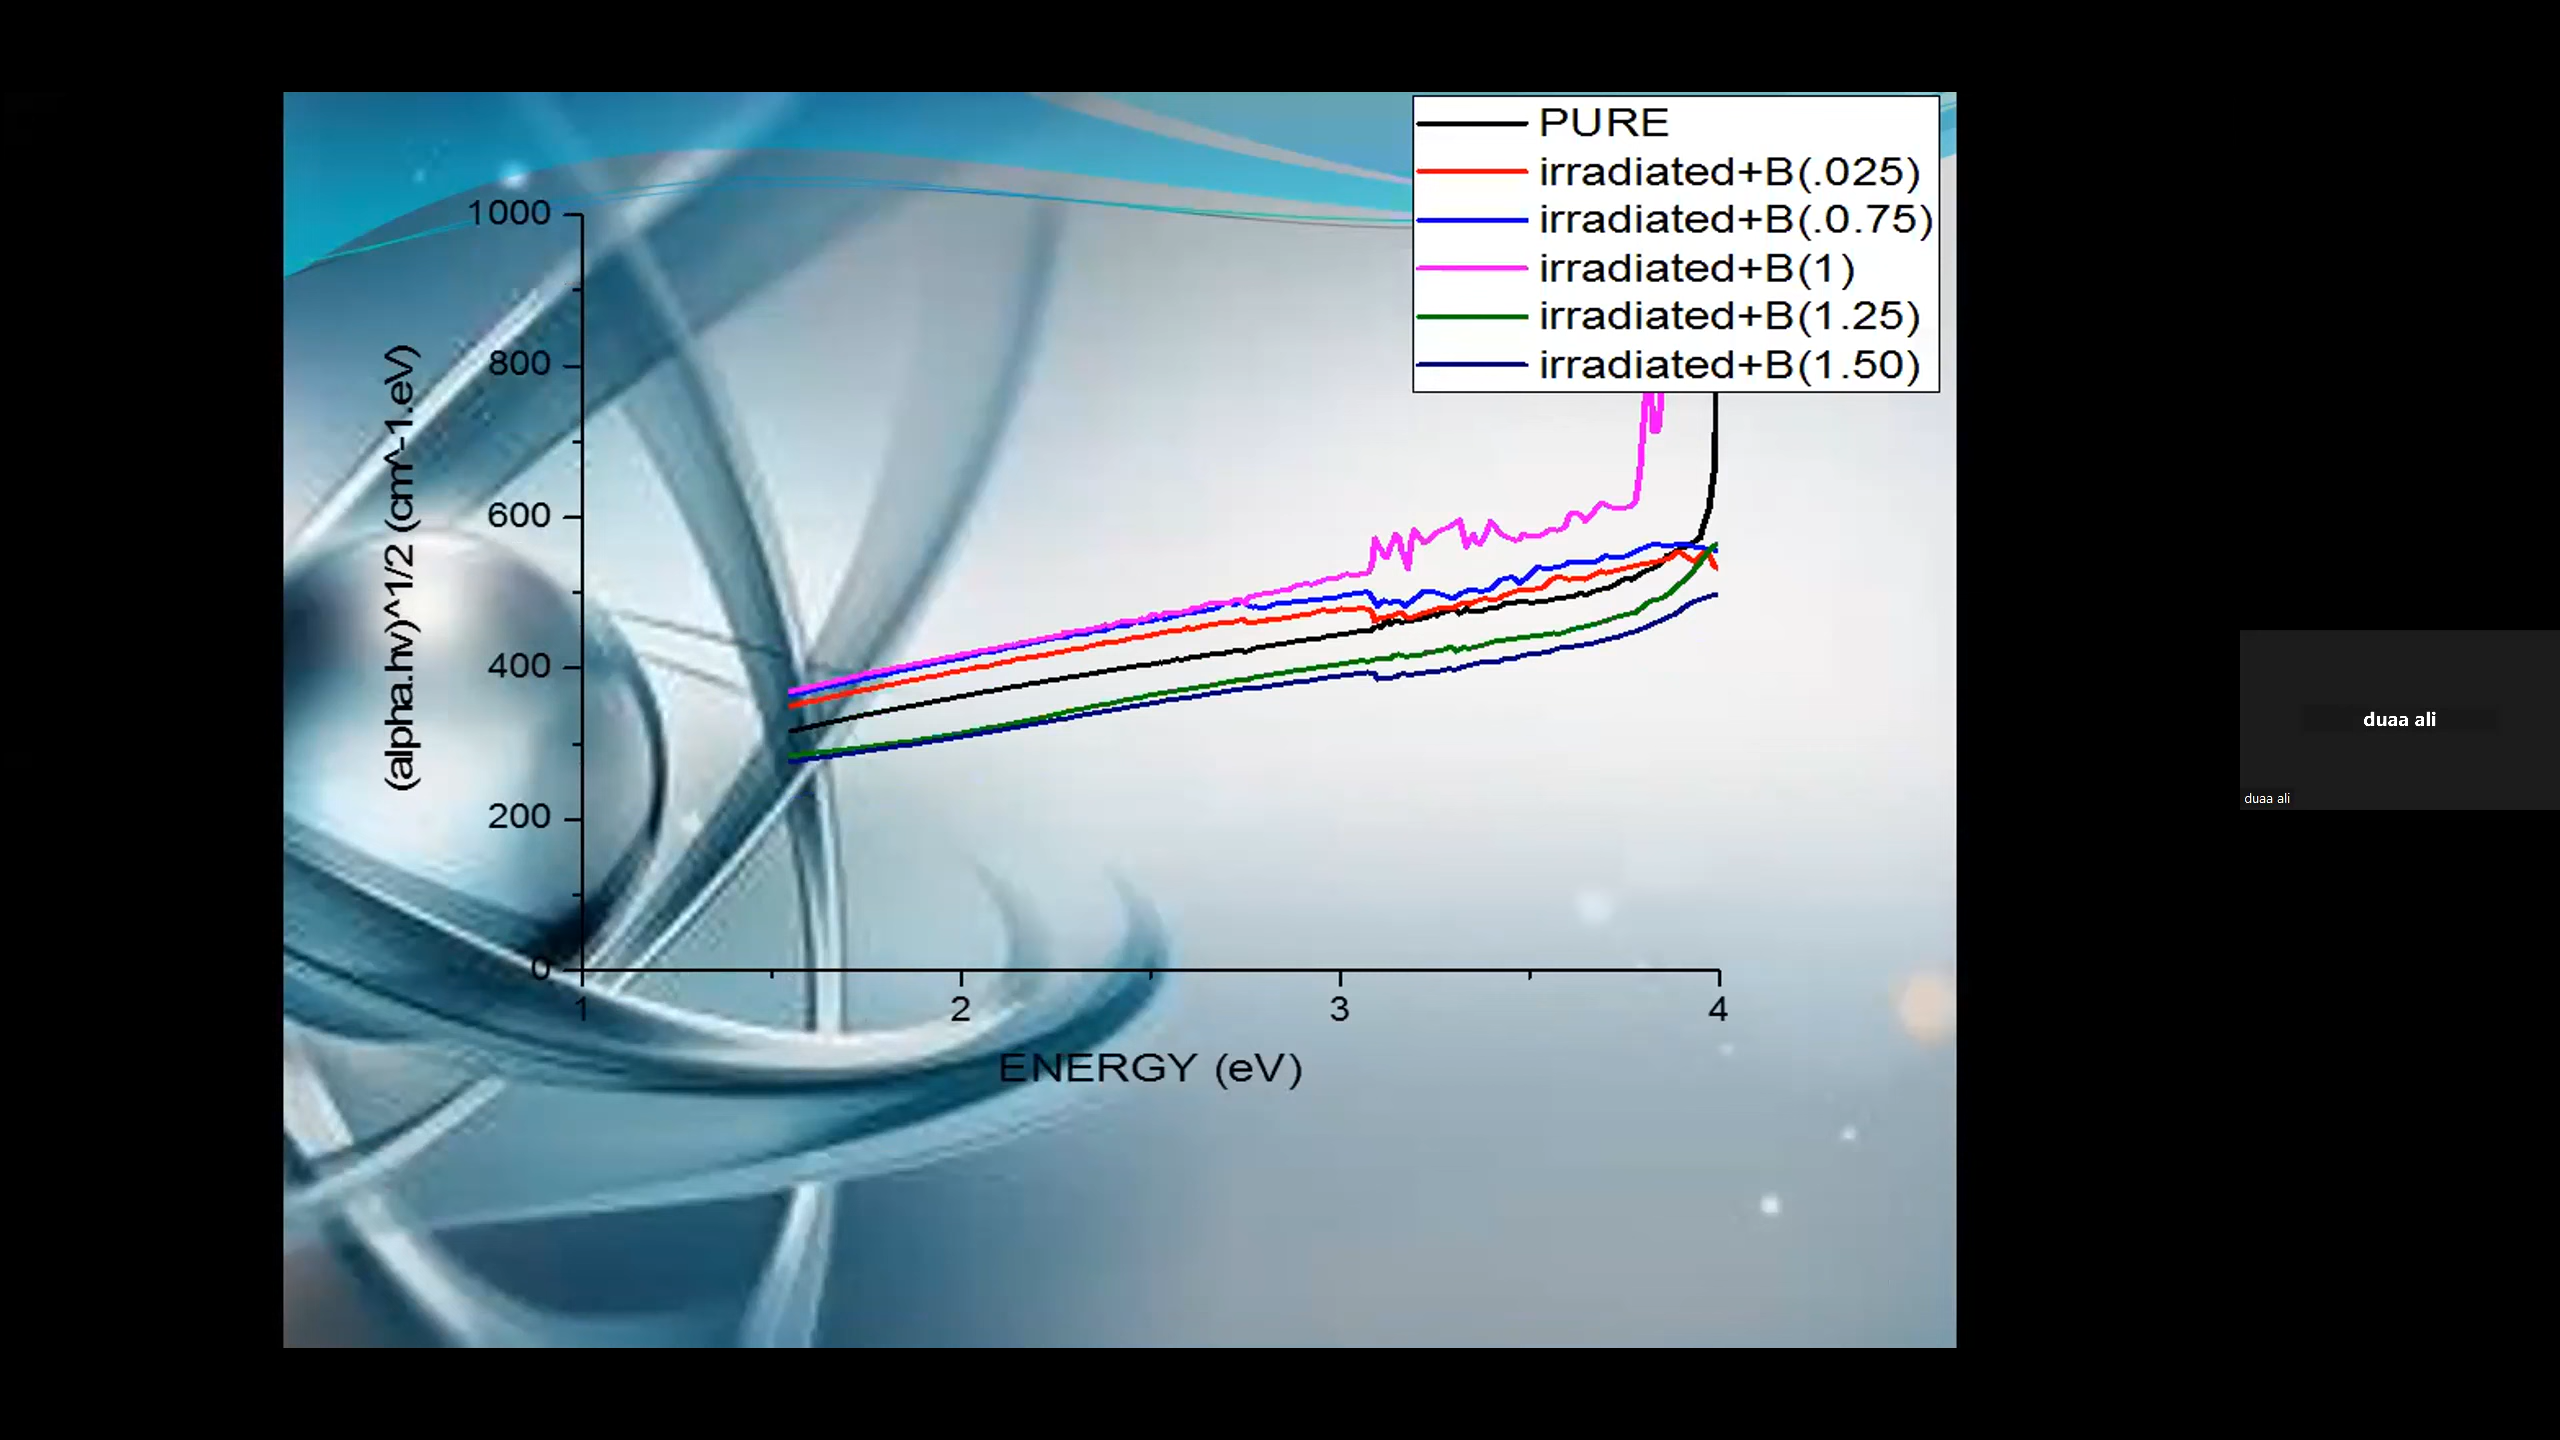 PURE
irradiated+B(.025)
irradiated+B(.0.75)
irradiated+B(1)
irradiated+B(1.25)
irradiated+B(1.50)
1000
800
600
400
200
0
(alpha.hv)^1/2 (cm^-1.eV)
1 2 3 4
ENERGY (eV)
duaa ali
duaa ali